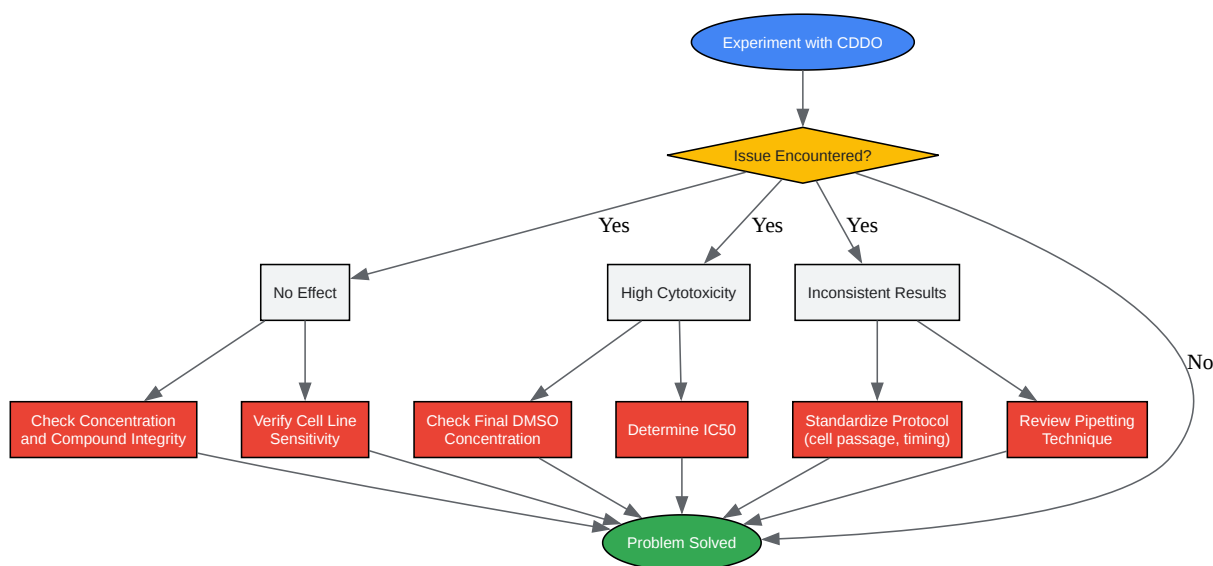 Experiment with CDDO
Issue Encountered?
Yes
Yes
Yes
No Effect
High Cytotoxicity
Inconsistent Results
No
Check Concentration
and Compound Integrity
Verify Cell Line
Sensitivity
Check Final DMSO
Concentration
Determine IC50
Standardize Protocol
(cell passage, timing)
Review Pipetting
Technique
Problem Solved